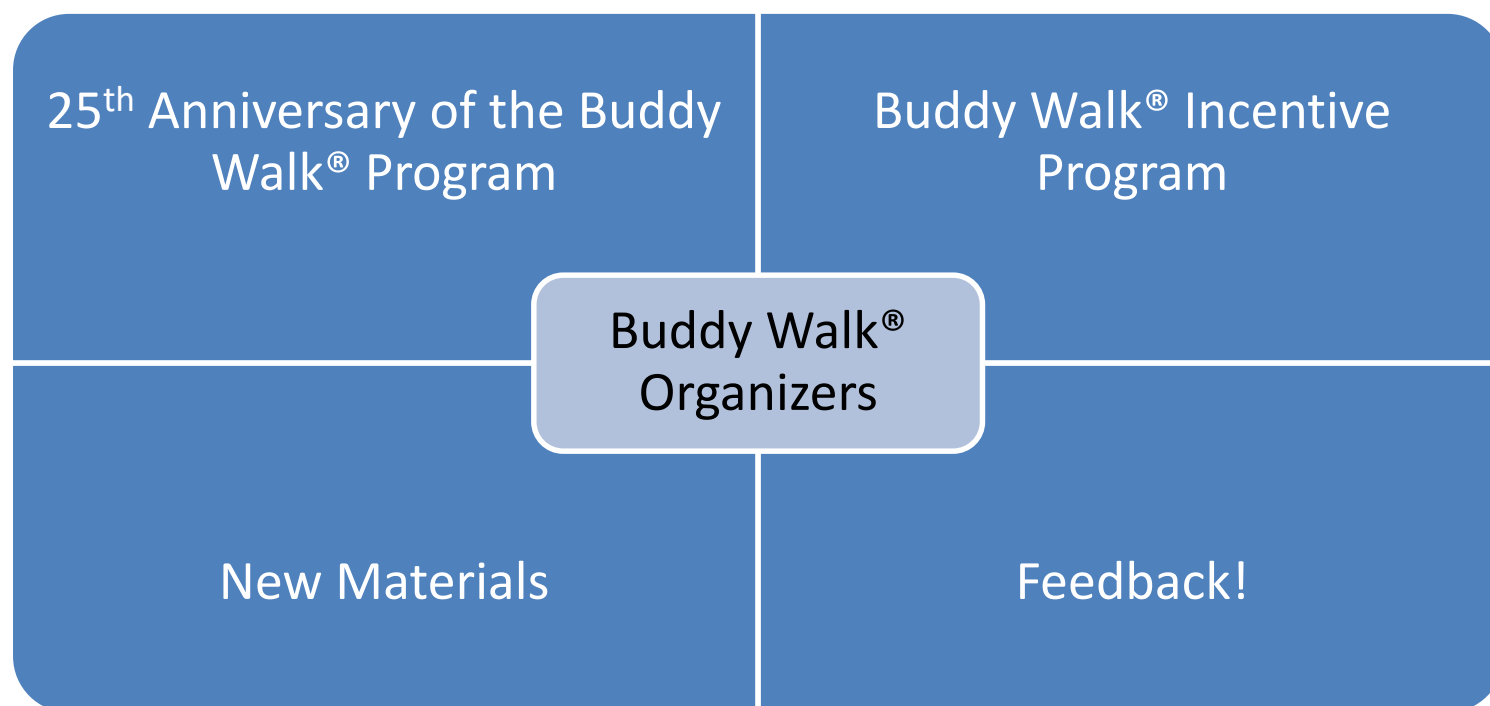 25th Anniversary of the Buddy
Walk® Program
Buddy Walk® Incentive
Program
Buddy Walk®
Organizers
New Materials
Feedback!